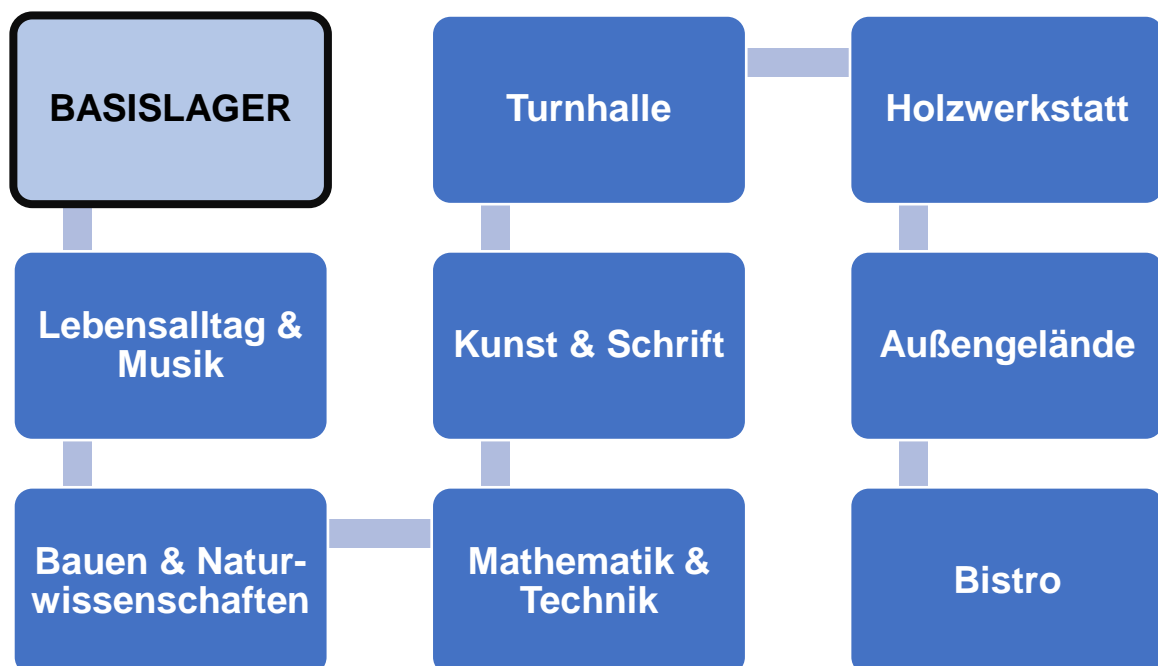 BASISLAGER
Lebensalltag &
Musik
Bauen & Natur-
wissenschaften
Mathematik &
Technik
Kunst & Schrift
Turnhalle
Holzwerkstatt
Außengelände
Bistro